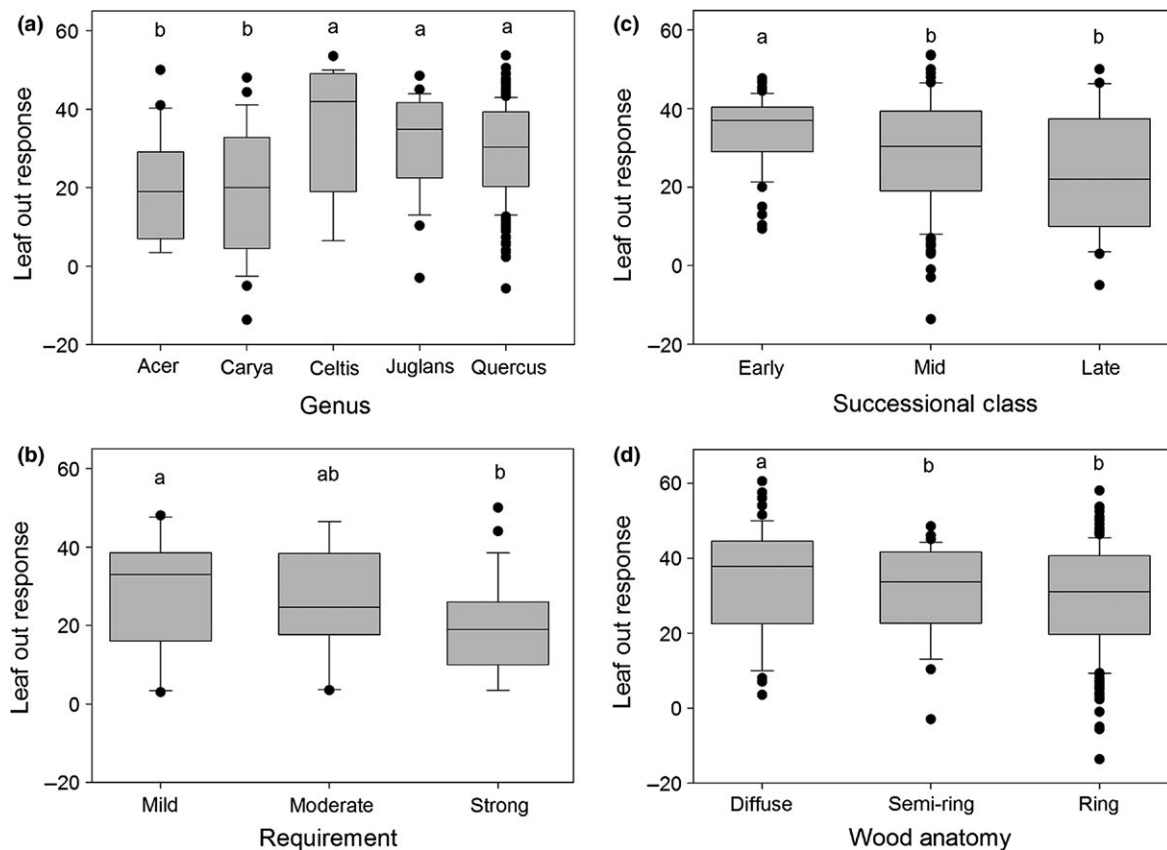 (a)
b b a a a
60
40
20
0
–20
Leaf out response
Acer Carya Celtis Juglans Quercus
Genus
(c)
a b b
60
40
20
0
–20
Leaf out response
Early Mid Late
Successional class
(b)
a ab b
60
40
20
0
–20
Leaf out response
Mild Moderate Strong
Requirement
(d)
a b b
60
40
20
0
–20
Leaf out response
Diffuse Semi-ring Ring
Wood anatomy